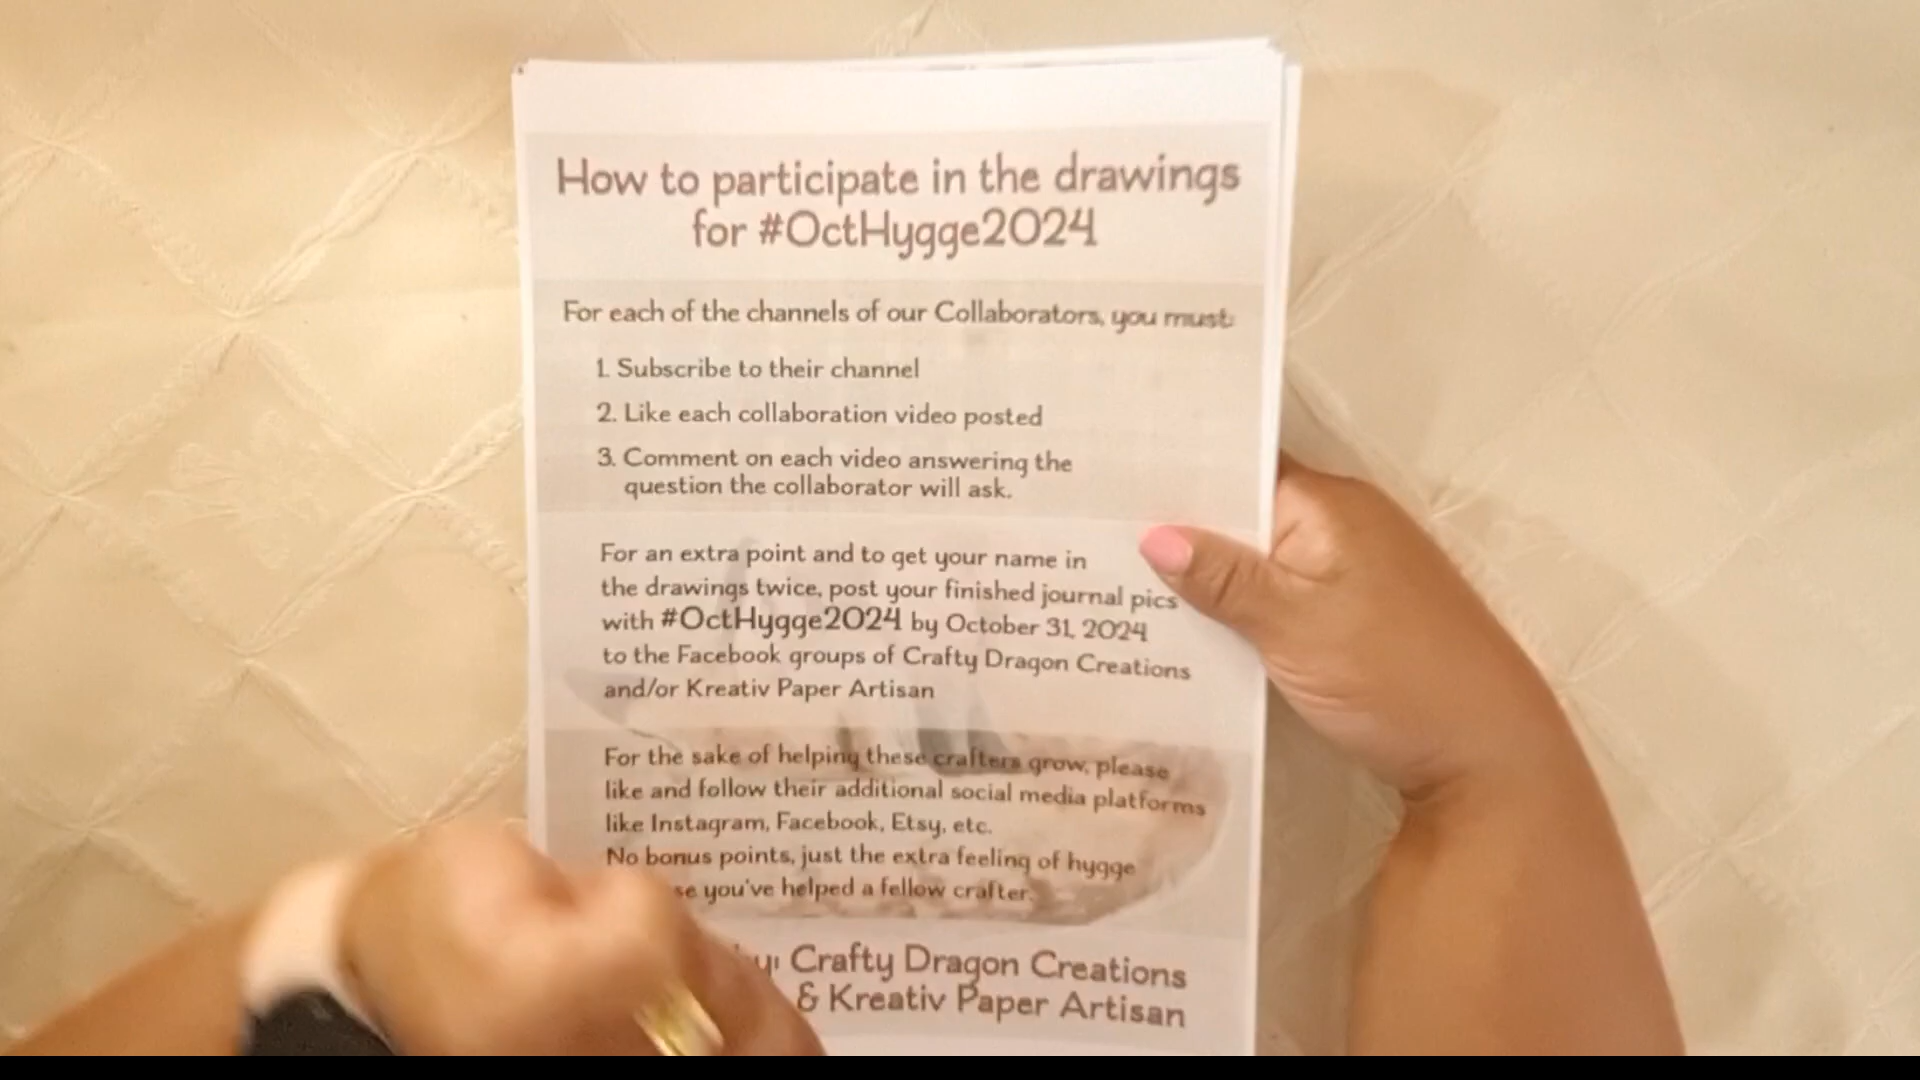 How to participate in the drawings
for #OctHygge2024
For each of the channels of our Collaborators, you must:
1. Subscribe to their channel
2. Like each collaboration video posted
3. Comment on each video answering the
question the collaborator will ask.
For an extra point and to get your name in
the drawings twice, post your finished journal pics
with #OctHygge2024 by October 31, 2024
to the Facebook groups of Crafty Dragon Creations
and/or Kreativ Paper Artisan
For the sake of helping these crafters grow, please
like and follow their additional social media platforms
like Instagram, Facebook, Etsy, etc.
No bonus points, just the extra feeling of hygge
you've helped a fellow crafter.
Crafty Dragon Creations
& Kreativ Paper Artisan